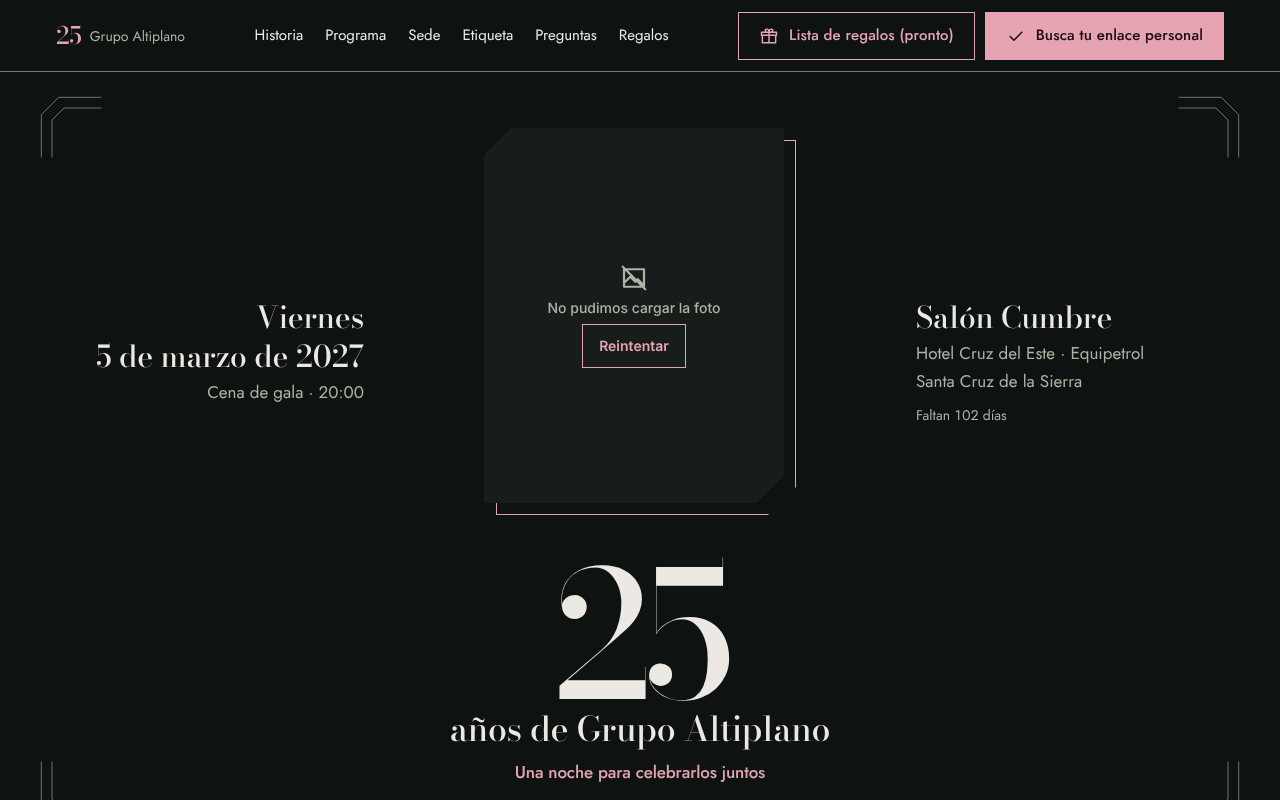 25 Grupo Altiplano
Historia
Programa
Sede
Etiqueta
Preguntas
Regalos
Lista de regalos (pronto)
Busca tu enlace personal
Viernes
5 de marzo de 2027
Cena de gala · 20:00
No pudimos cargar la foto
Reintentar
Salón Cumbre
Hotel Cruz del Este · Equipetrol
Santa Cruz de la Sierra
Faltan 102 días
25
años de Grupo Altiplano
Una noche para celebrarlos juntos